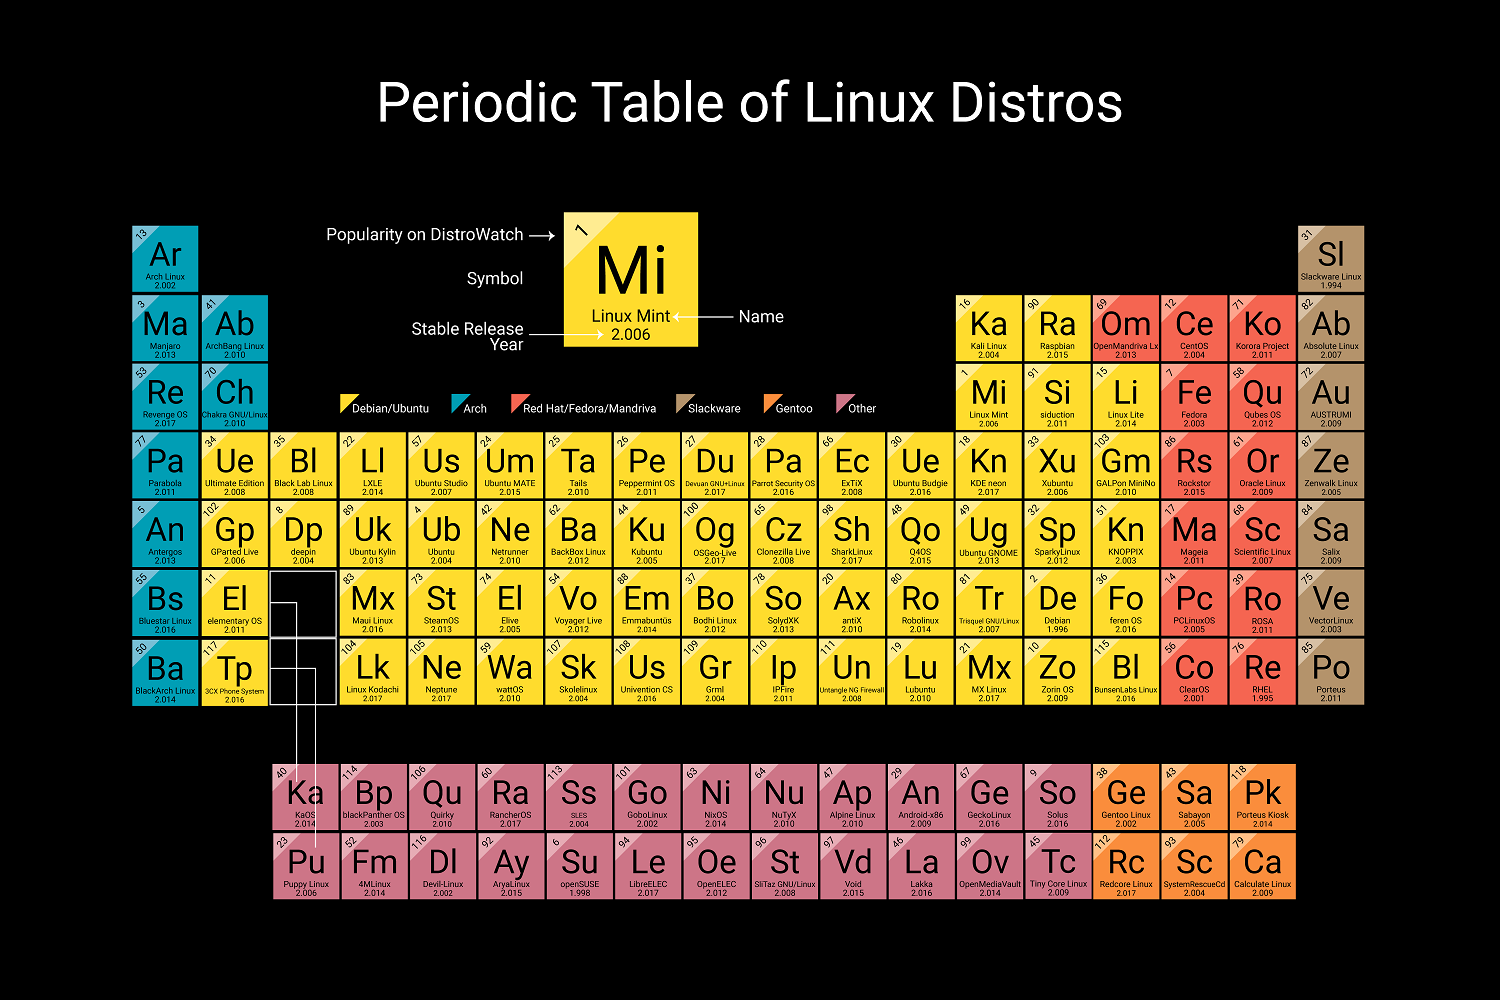 Periodic Table of Linux Distros
Popularity on DistroWatch
Symbol
Stable Release
Year
Name
1
Mi
Linux Mint
2.006
Debian/Ubuntu
Arch
Red Hat/Fedora/Mandriva
Slackware
Gentoo
Other
13
Ar
Arch Linux
2.002
31
Sl
Slackware Linux
1.994
3
Ma
Manjaro
2.013
41
Ab
ArchBang Linux
2.010
16
Ka
Kali Linux
2.004
90
Ra
Raspbian
2.015
69
Om
OpenMandriva Lx
2.013
12
Ce
CentOS
2.004
71
Ko
Korora Project
2.011
82
Ab
Absolute Linux
2.007
53
Re
Revenge OS
2.017
70
Ch
Chakra GNU/Linux
2.010
1
Mi
Linux Mint
2.006
91
Si
siduction
2.011
15
Li
Linux Lite
2.014
7
Fe
Fedora
2.003
58
Qu
Qubes OS
2.012
72
Au
AUSTRUMI
2.009
77
Pa
Parabola
2.011
34
Ue
Ultimate Edition
2.008
35
Bl
Black Lab Linux
2.008
22
Ll
LXLE
2.014
57
Us
Ubuntu Studio
2.007
24
Um
Ubuntu MATE
2.015
25
Ta
Tails
2.010
26
Pe
Peppermint OS
2.011
27
Du
Devuan GNU+Linux
2.017
28
Pa
Parrot Security OS
2.016
66
Ec
ExTiX
2.008
30
Ue
Ubuntu Budgie
2.016
18
Kn
KDE neon
2.017
33
Xu
Xubuntu
2.006
103
Gm
GALPon MiniNo
2.010
86
Rs
Rockstor
2.015
61
Or
Oracle Linux
2.009
87
Ze
Zenwalk Linux
2.005
5
An
Antergos
2.013
102
Gp
GParted Live
2.006
8
Dp
deepin
2.004
89
Uk
Ubuntu Kylin
2.013
4
Ub
Ubuntu
2.004
42
Ne
Netrunner
2.010
62
Ba
BackBox Linux
2.012
44
Ku
Kubuntu
2.005
100
Og
OSGeo-Live
2.017
65
Cz
Clonezilla Live
2.008
98
Sh
SharkLinux
2.017
48
Qo
Q4OS
2.015
49
Ug
Ubuntu GNOME
2.013
32
Sp
SparkyLinux
2.012
51
Kn
KNOPPIX
2.003
17
Ma
Mageia
2.011
68
Sc
Scientific Linux
2.007
84
Sa
Salix
2.009
55
Bs
Bluestar Linux
2.016
11
El
elementary OS
2.011
83
Mx
Maui Linux
2.016
73
St
SteamOS
2.013
74
El
Elive
2.005
54
Vo
Voyager Live
2.012
88
Em
Emmabuntüs
2.014
37
Bo
Bodhi Linux
2.012
78
So
SolydXK
2.013
20
Ax
antiX
2.010
80
Ro
Robolinux
2.014
81
Tr
Trisquel GNU/Linux
2.007
2
De
Debian
1.996
36
Fo
feren OS
2.016
14
Pc
PCLinuxOS
2.005
39
Ro
ROSA
2.011
75
Ve
VectorLinux
2.003
50
Ba
BlackArch Linux
2.014
117
Tp
3CX Phone System
2.016
104
Lk
Linux Kodachi
2.017
105
Ne
Neptune
2.017
59
Wa
wattOS
2.010
107
Sk
Skolelinux
2.004
108
Us
Univention CS
2.016
109
Gr
Grml
2.004
110
Ip
IPFire
2.011
111
Un
Untangle NG Firewall
2.008
19
Lu
Lubuntu
2.010
21
Mx
MX Linux
2.017
10
Zo
Zorin OS
2.009
115
Bl
BunsenLabs Linux
2.016
56
Co
ClearOS
2.001
76
Re
RHEL
1.995
85
Po
Porteus
2.011
40
Ka
KaOS
2.014
114
Bp
blackPanther OS
2.003
106
Qu
Quirky
2.010
60
Ra
RancherOS
2.017
113
Ss
SLES
2.004
101
Go
GoboLinux
2.002
63
Ni
NixOS
2.014
64
Nu
NuTyX
2.010
47
Ap
Alpine Linux
2.010
29
An
Android-x86
2.009
67
Ge
GeckoLinux
2.016
9
So
Solus
2.016
38
Ge
Gentoo Linux
2.002
43
Sa
Sabayon
2.005
118
Pk
Porteus Kiosk
2.014
23
Pu
Puppy Linux
2.006
52
Fm
4MLinux
2.014
116
Dl
Devil-Linux
2.002
92
Ay
AryaLinux
2.015
6
Su
openSUSE
1.998
94
Le
LibreELEC
2.017
95
Oe
OpenELEC
2.012
96
St
SliTaz GNU/Linux
2.008
97
Vd
Void
2.015
46
La
Lakka
2.016
99
Ov
OpenMediaVault
2.014
45
Tc
Tiny Core Linux
2.009
112
Rc
Redcore Linux
2.017
93
Sc
SystemRescueCd
2.004
79
Ca
Calculate Linux
2.009